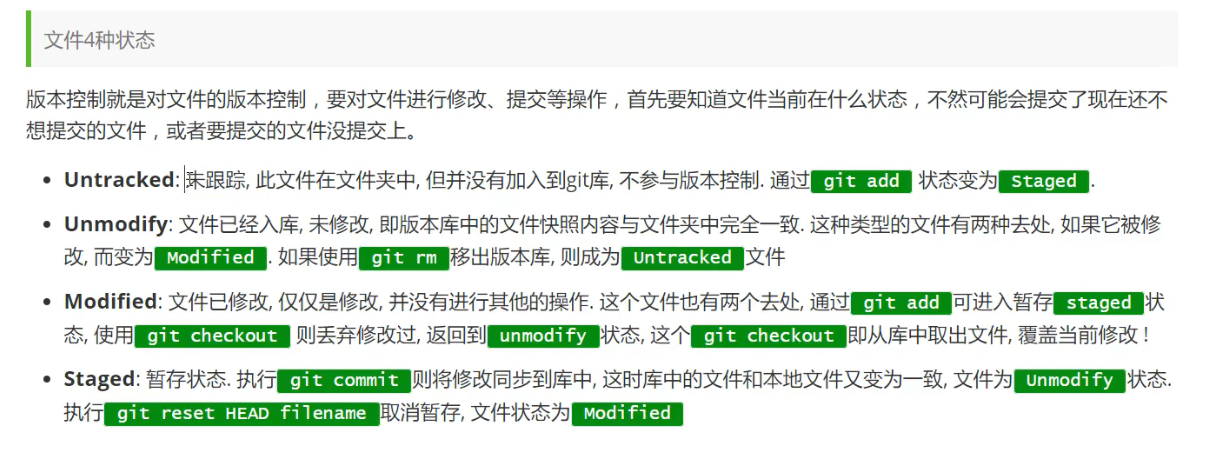 文件4种状态
版本控制就是对文件的版本控制，要对文件进行修改、提交等操作，首先要知道文件当前在什么状态，不然可能会提交了现在还不
想提交的文件，或者要提交的文件没提交上。
• Untracked: 未跟踪, 此文件在文件夹中, 但并没有加入到git库, 不参与版本控制. 通过 git add 状态变为 Staged .
• Unmodify: 文件已经入库, 未修改, 即版本库中的文件快照内容与文件夹中完全一致. 这种类型的文件有两种去处, 如果它被修
改, 而变为 Modified . 如果使用 git rm 移出版本库, 则成为 Untracked 文件
• Modified: 文件已修改, 仅仅是修改, 并没有进行其他的操作. 这个文件也有两个去处, 通过 git add 可进入暂存 staged 状
态, 使用 git checkout 则丢弃修改过, 返回到 unmodify 状态, 这个 git checkout 即从库中取出文件, 覆盖当前修改 !
• Staged: 暂存状态. 执行 git commit 则将修改同步到库中, 这时库中的文件和本地文件又变为一致, 文件为 Unmodify 状态.
执行 git reset HEAD filename 取消暂存, 文件状态为 Modified